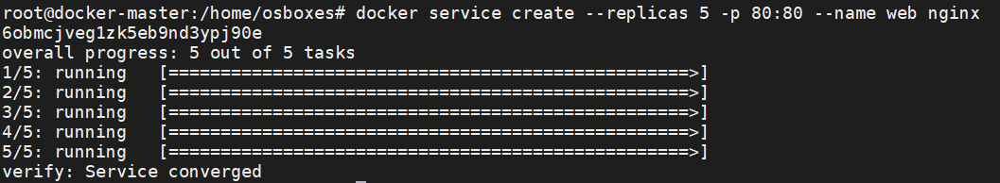 root@docker-master:/home/osboxes# docker service create --replicas 5 -p 80:80 --name web nginx
6obmcjveg1zk5eb9nd3ypj90e
overall progress: 5 out of 5 tasks
1/5: running   [==================================================>]
2/5: running   [==================================================>]
3/5: running   [==================================================>]
4/5: running   [==================================================>]
5/5: running   [==================================================>]
verify: Service converged